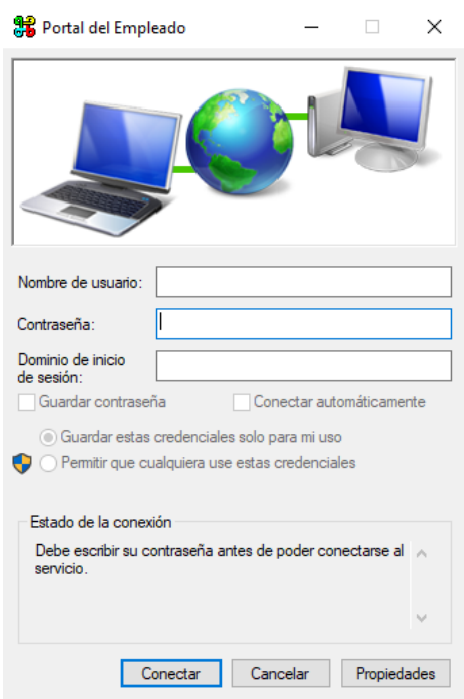 Portal del Empleado
Nombre de usuario:
Contraseña:
Dominio de inicio
de sesión:
Guardar contraseña
Conectar automáticamente
Guardar estas credenciales solo para mi uso
Permitir que cualquiera use estas credenciales
Estado de la conexión
Debe escribir su contraseña antes de poder conectarse al
servicio.
Conectar
Cancelar
Propiedades